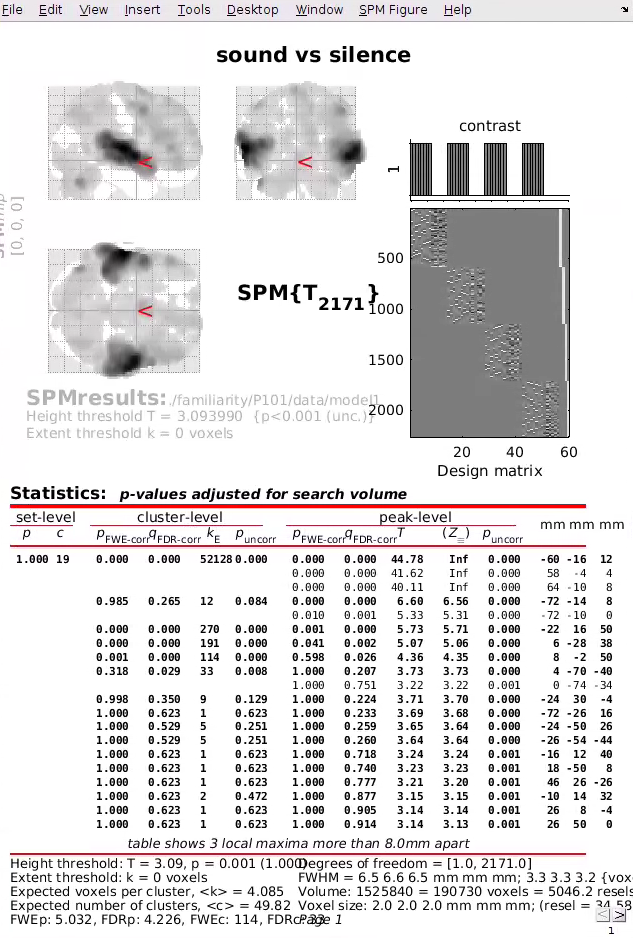 File Edit View Insert Tools Desktop Window SPM Figure Help
sound vs silence
contrast
1
[0, 0, 0]
<
<
<
SPM{T2171}
500
1000
1500
2000
20 40 60
Design matrix
SPMresults: ./familiarity/P101/data/model1
Height threshold T = 3.093990 {p<0.001 (unc.)}
Extent threshold k = 0 voxels
Statistics: p-values adjusted for search volume
set-level cluster-level peak-level mm mm mm
p c pFWE-corr qFDR-corr kE puncorr pFWE-corr qFDR-corr T (Z≡) puncorr
1.000 19 0.000 0.000 52128 0.000 0.000 0.000 44.78 Inf 0.000 -60 -16 12
0.000 0.000 41.62 Inf 0.000 58 -4 4
0.000 0.000 40.11 Inf 0.000 64 -10 8
0.985 0.265 12 0.084 0.000 0.000 6.60 6.56 0.000 -72 -14 8
0.010 0.001 5.33 5.31 0.000 -72 -10 0
0.000 0.000 270 0.000 0.001 0.000 5.73 5.71 0.000 -22 16 50
0.000 0.000 191 0.000 0.041 0.002 5.07 5.06 0.000 6 -28 38
0.001 0.000 114 0.000 0.598 0.026 4.36 4.35 0.000 8 -2 50
0.318 0.029 33 0.008 1.000 0.207 3.73 3.73 0.000 4 -70 -40
1.000 0.751 3.22 3.22 0.001 0 -74 -34
0.998 0.350 9 0.129 1.000 0.224 3.71 3.70 0.000 -24 30 -4
1.000 0.623 1 0.623 1.000 0.233 3.69 3.68 0.000 -72 -26 16
1.000 0.529 5 0.251 1.000 0.259 3.65 3.64 0.000 -24 -50 26
1.000 0.529 5 0.251 1.000 0.260 3.64 3.64 0.000 -26 -54 -44
1.000 0.623 1 0.623 1.000 0.718 3.24 3.24 0.001 -16 12 40
1.000 0.623 1 0.623 1.000 0.740 3.23 3.23 0.001 18 -50 8
1.000 0.623 1 0.623 1.000 0.777 3.21 3.20 0.001 46 26 -26
1.000 0.623 2 0.472 1.000 0.877 3.15 3.15 0.001 -10 14 32
1.000 0.623 1 0.623 1.000 0.905 3.14 3.14 0.001 26 8 -4
1.000 0.623 1 0.623 1.000 0.914 3.14 3.13 0.001 26 50 0
table shows 3 local maxima more than 8.0mm apart
Height threshold: T = 3.09, p = 0.001 (1.000) Degrees of freedom = [1.0, 2171.0]
Extent threshold: k = 0 voxels FWHM = 6.5 6.6 6.5 mm mm mm; 3.3 3.3 3.2 {vox
Expected voxels per cluster, <k> = 4.085 Volume: 1525840 = 190730 voxels = 5046.2 resels
Expected number of clusters, <c> = 49.82 Voxel size: 2.0 2.0 2.0 mm mm mm; (resel = 34.58
FWEp: 5.032, FDRp: 4.226, FWEc: 114, FDRc: 33 Page 1
< >
1